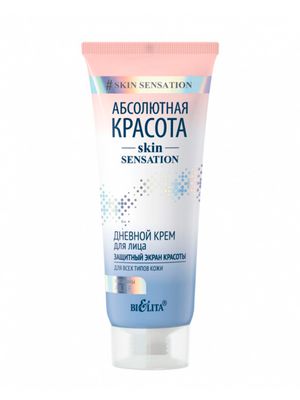 # SKIN SENSATION
АБСОЛЮТНАЯ
КРАСОТА
skin
SENSATION
ДНЕВНОЙ КРЕМ
для лица
ЗАЩИТНЫЙ ЭКРАН КРАСОТЫ
ДЛЯ ВСЕХ ТИПОВ КОЖИ
BIELITA®